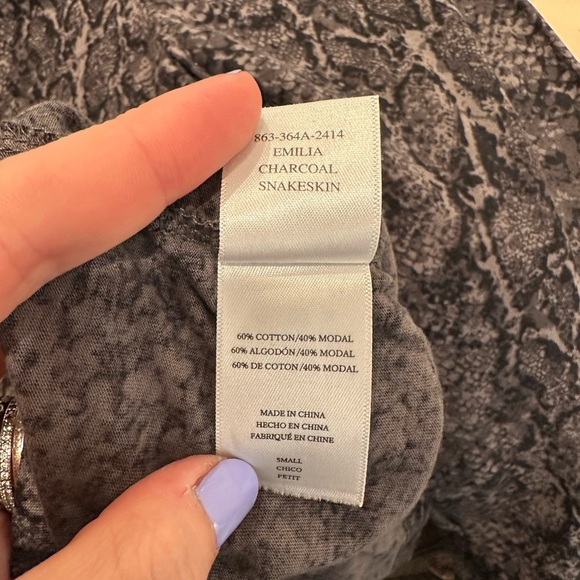 863-364A-2414
EMILIA
CHARCOAL
SNAKESKIN
60% COTTON/40% MODAL
60% ALGODÓN/40% MODAL
60% DE COTON/40% MODAL
MADE IN CHINA
HECHO EN CHINA
FABRIQUÉ EN CHINE
SMALL
CHICO
PETIT